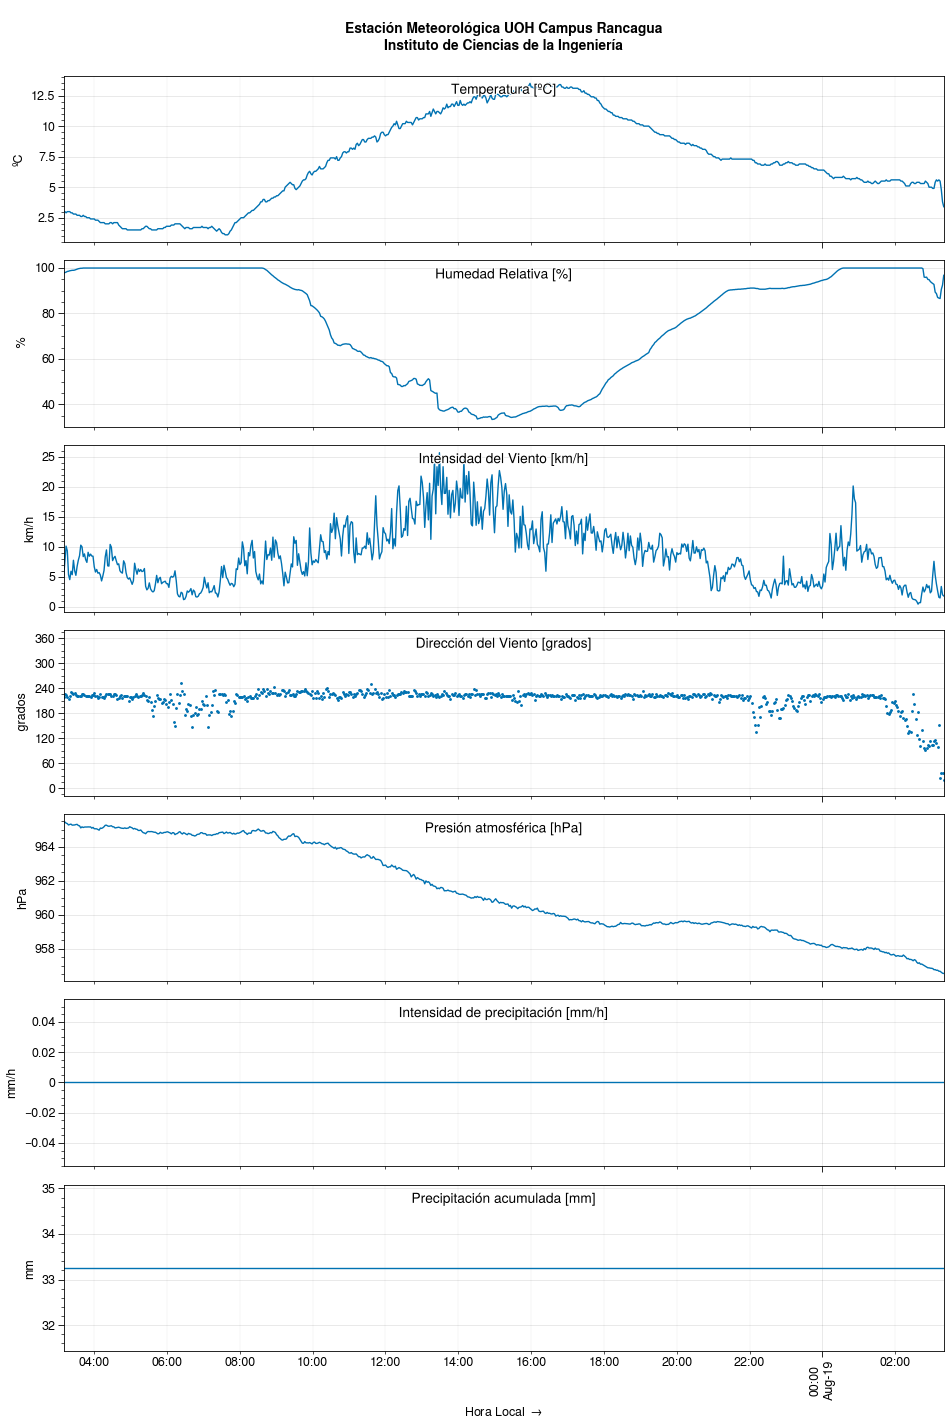 Estación Meteorológica UOH Campus Rancagua
Instituto de Ciencias de la Ingeniería
Temperatura [ºC]
ºC
12.5
10
7.5
5
2.5
Humedad Relativa [%]
%
100
80
60
40
Intensidad del Viento [km/h]
km/h
25
20
15
10
5
0
Dirección del Viento [grados]
grados
360
300
240
180
120
60
0
Presión atmosférica [hPa]
hPa
964
962
960
958
Intensidad de precipitación [mm/h]
mm/h
0.04
0.02
0
−0.02
−0.04
Precipitación acumulada [mm]
mm
35
34
33
32
04:00 06:00 08:00 10:00 12:00 14:00 16:00 18:00 20:00 22:00 00:00 02:00
Aug-19
Hora Local →